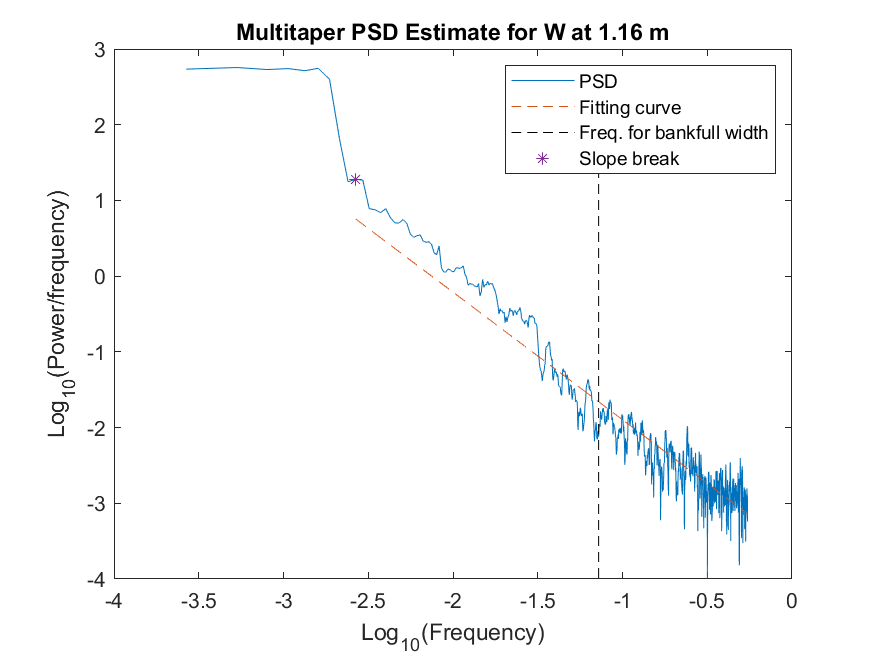 Multitaper PSD Estimate for W at 1.16 m
3
2
1
0
-1
-2
-3
-4
Log10(Power/frequency)
PSD
Fitting curve
Freq. for bankfull width
Slope break
-4 -3.5 -3 -2.5 -2 -1.5 -1 -0.5 0
Log10(Frequency)